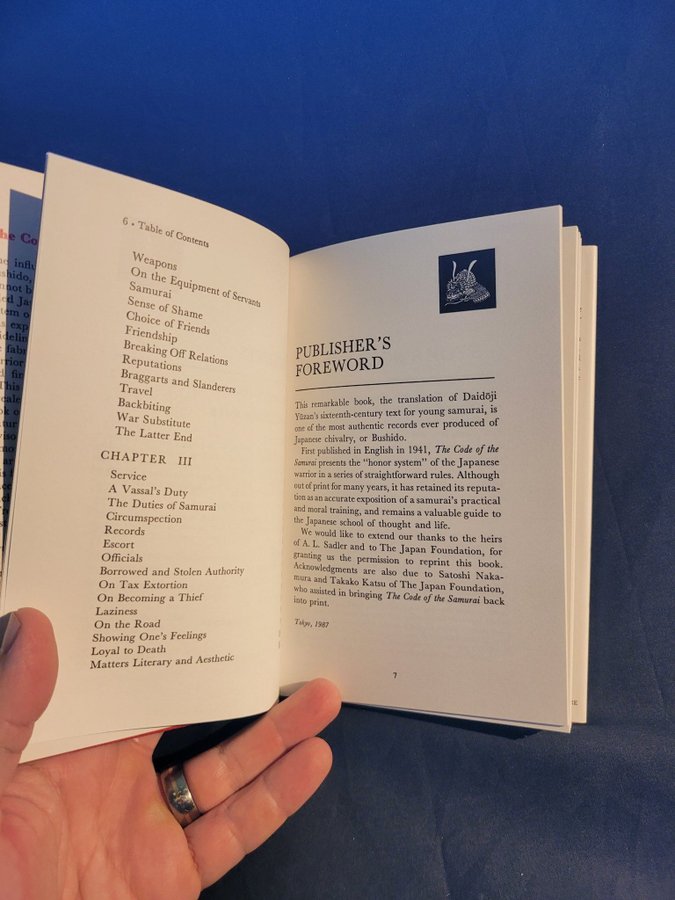 6 • Table of Contents
Weapons
On the Equipment of Servants
Samurai
Sense of Shame
Choice of Friends
Friendship
Breaking Off Relations
Reputations
Braggarts and Slanderers
Travel
Backbiting
War Substitute
The Latter End
CHAPTER III
Service
A Vassal's Duty
The Duties of Samurai
Circumspection
Records
Escort
Officials
Borrowed and Stolen Authority
On Tax Extortion
On Becoming a Thief
Laziness
On the Road
Showing One's Feelings
Loyal to Death
Matters Literary and Aesthetic
PUBLISHER'S
FOREWORD
This remarkable book, the translation of Daidōji
Yūzan's sixteenth-century text for young samurai, is
one of the most authentic records ever produced of
Japanese chivalry, or Bushido.
First published in English in 1941, The Code of the
Samurai presents the "honor system" of the Japanese
warrior in a series of straightforward rules. Although
out of print for many years, it has retained its reputa-
tion as an accurate exposition of a samurai's practical
and moral training, and remains a valuable guide to
the Japanese school of thought and life.
We would like to extend our thanks to the heirs
of A. L. Sadler and to The Japan Foundation, for
granting us the permission to reprint this book.
Acknowledgments are also due to Satoshi Naka-
mura and Takako Katsu of The Japan Foundation,
who assisted in bringing The Code of the Samurai back
into print.
Tokyo, 1987
7